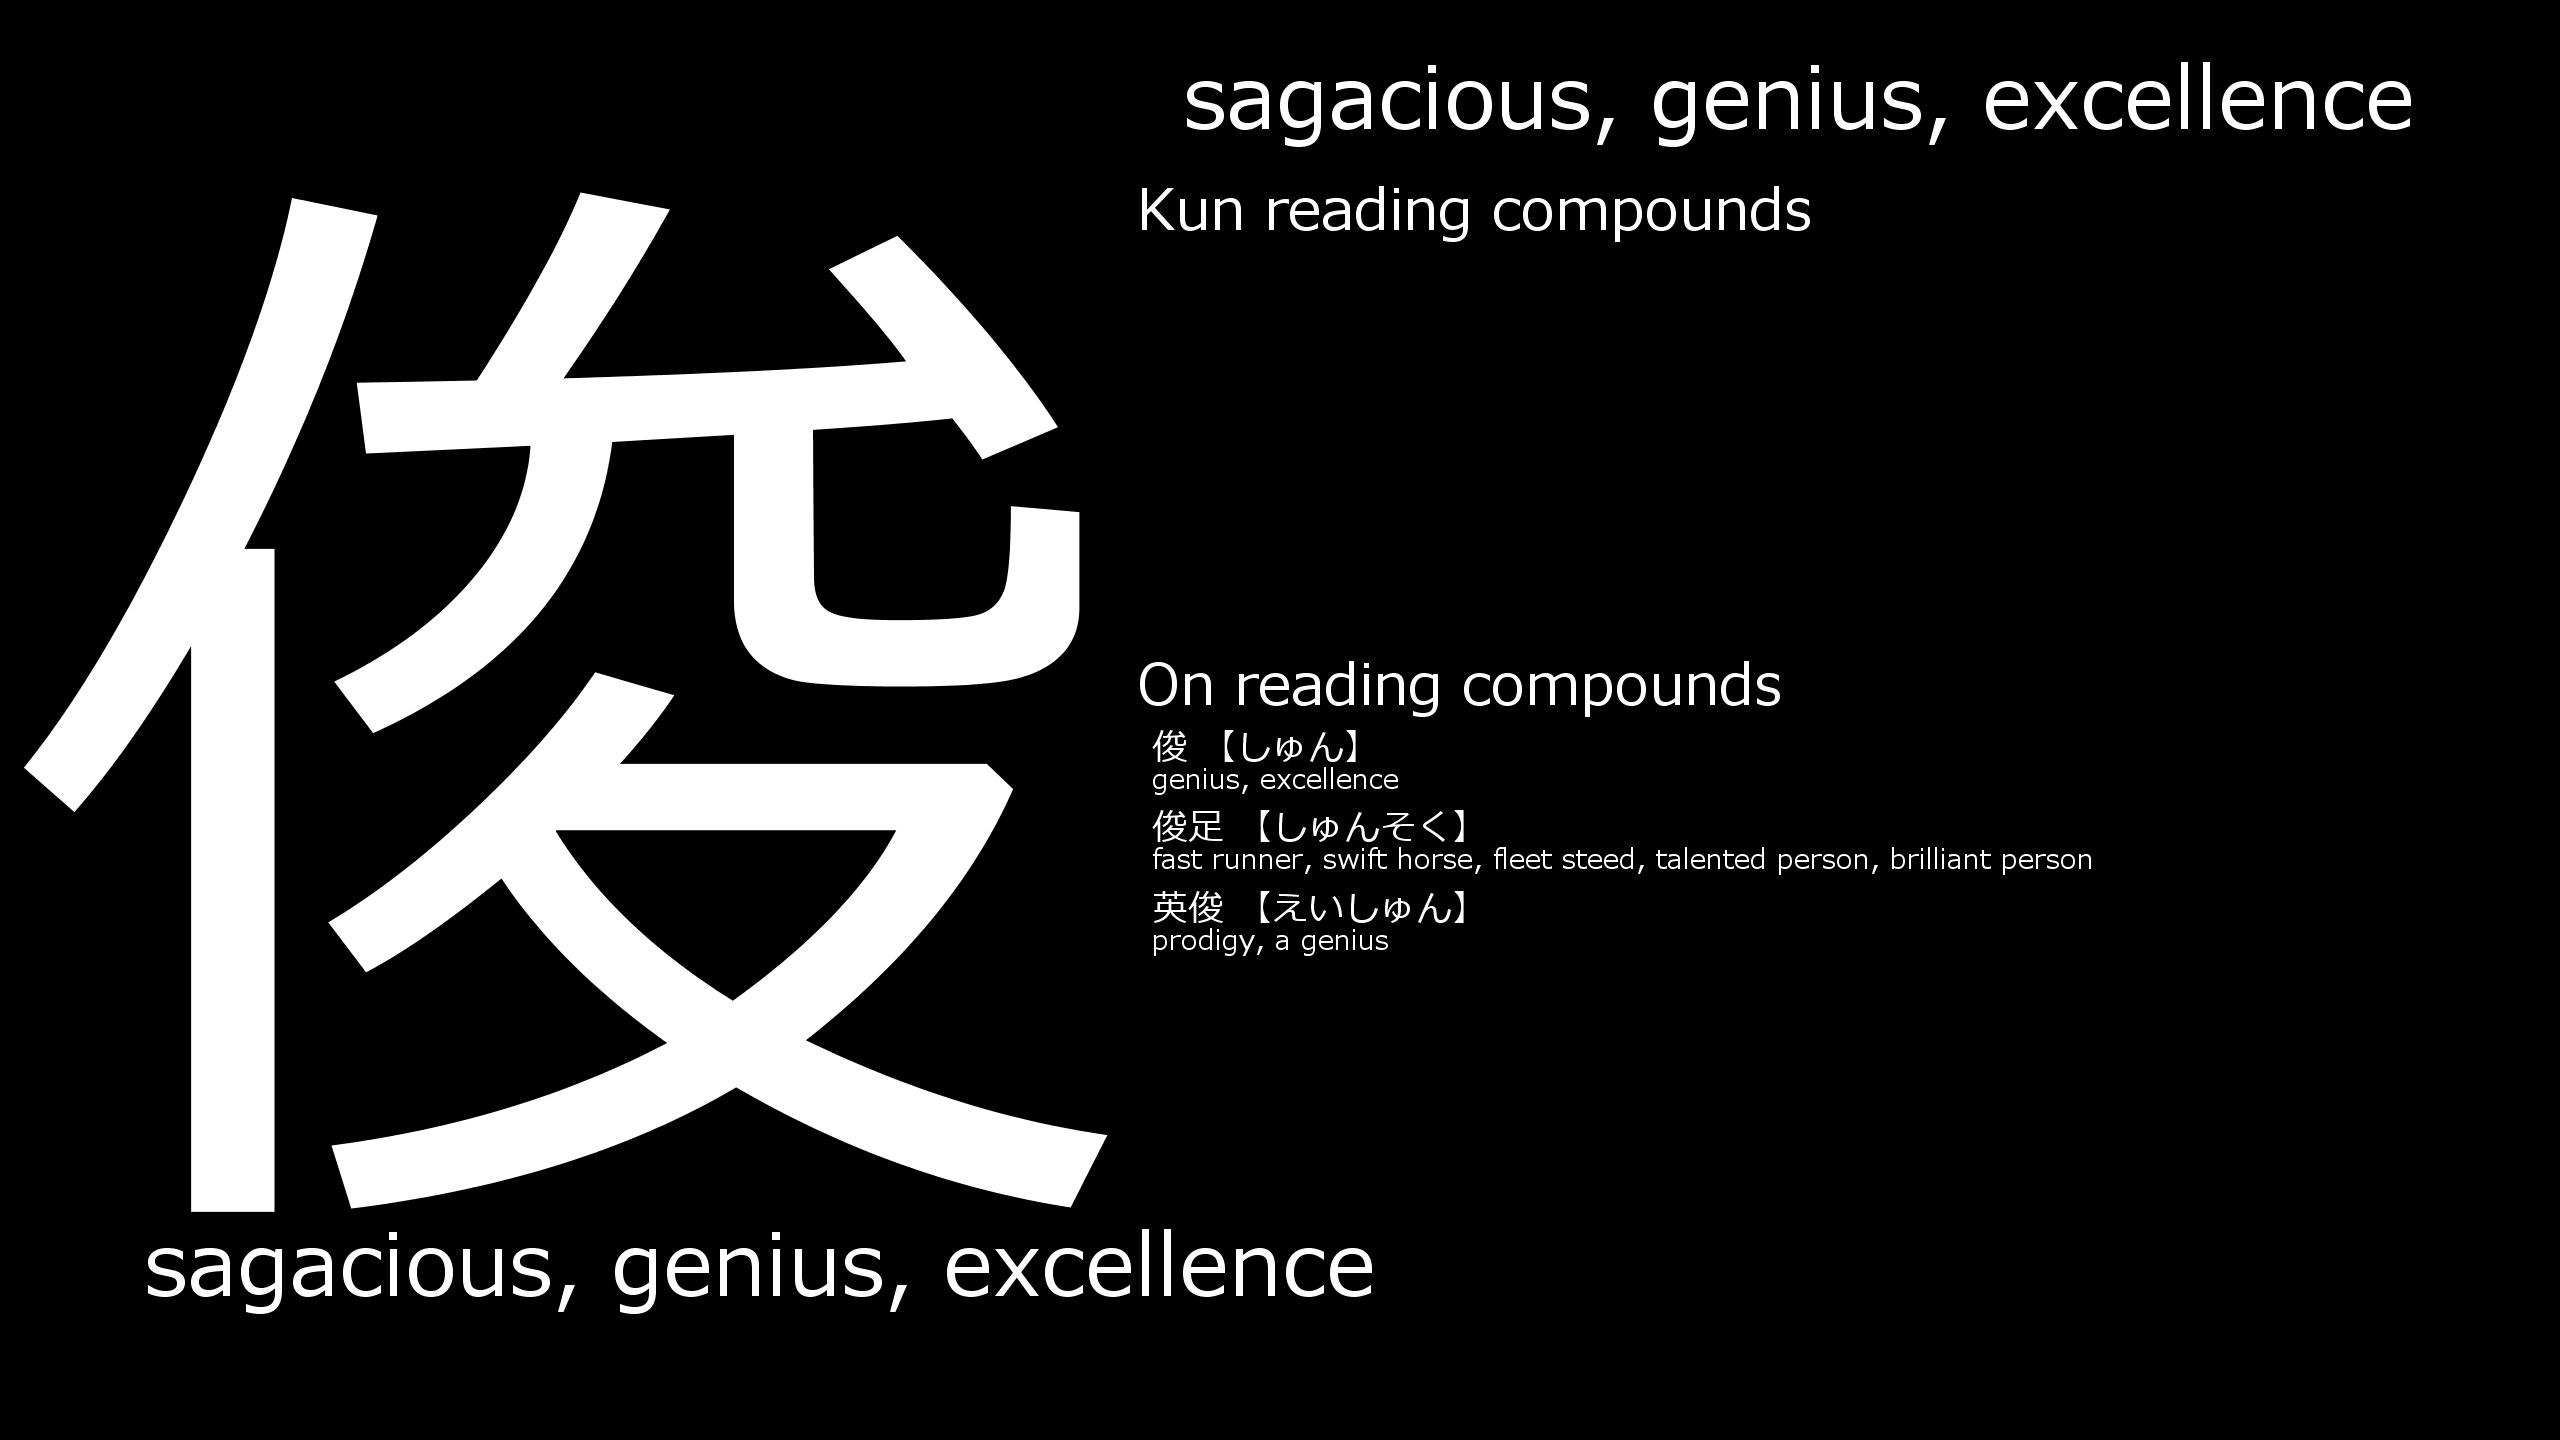 俊
sagacious, genius, excellence
Kun reading compounds
On reading compounds
俊 【しゅん】
genius, excellence
俊足 【しゅんそく】
fast runner, swift horse, fleet steed, talented person, brilliant person
英俊 【えいしゅん】
prodigy, a genius
sagacious, genius, excellence